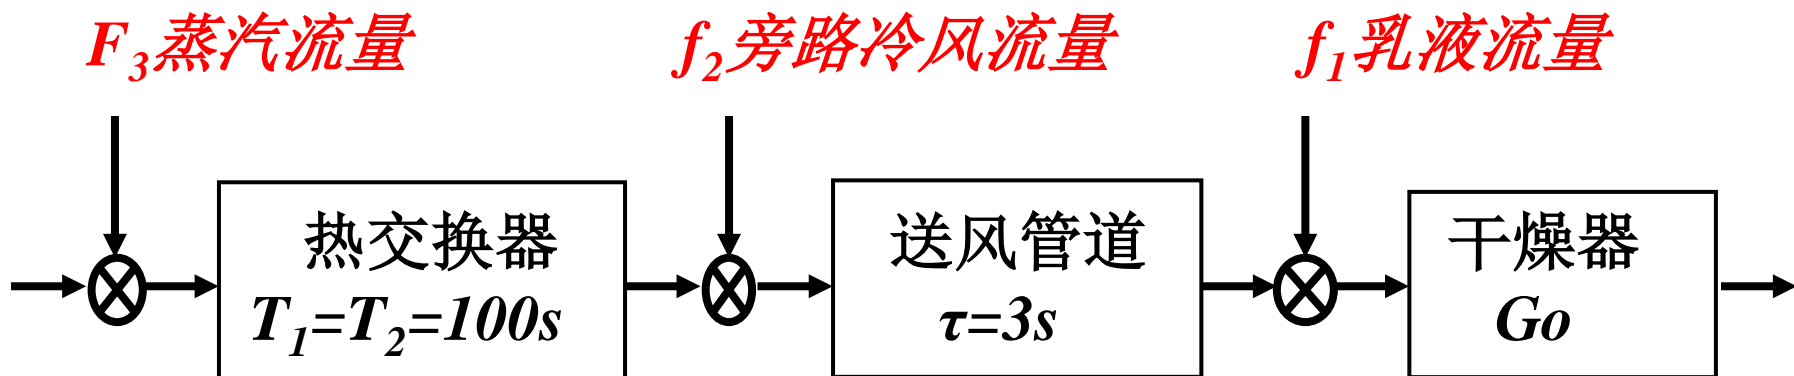 F3蒸汽流量
f2旁路冷风流量
f1乳液流量
热交换器
T1=T2=100s
送风管道
τ=3s
干燥器
Go